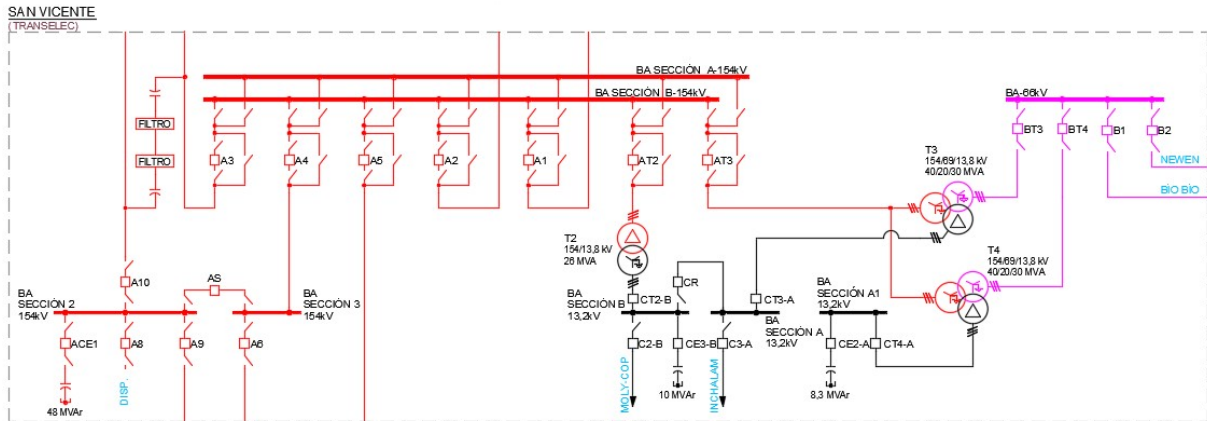 SAN VICENTE
(TRANSELEC)
BA SECCIÓN A-154kV
BA SECCIÓN B-154kV
FILTRO
FILTRO
A3
A4
A5
A2
A1
AT2
AT3
BA-66kV
BT3
BT4
B1
B2
NEWEN
BÍO BÍO
T3
154/69/13,8 kV
40/20/30 MVA
T2
154/13,8 kV
26 MVA
T4
154/69/13,8 kV
40/20/30 MVA
A10
AS
BA
SECCIÓN 2
154kV
BA
SECCIÓN 3
154kV
CR
CT2-B
CT3-A
BA
SECCIÓN B
13,2kV
BA
SECCIÓN A
13,2kV
BA
SECCIÓN A1
13,2kV
ACE1
A8
A9
A6
C2-B
CE3-B
C3-A
CE2-A
CT4-A
48 MVAr
DISP.
MOLY-COP
10 MVAr
INCHALAM
8,3 MVAr